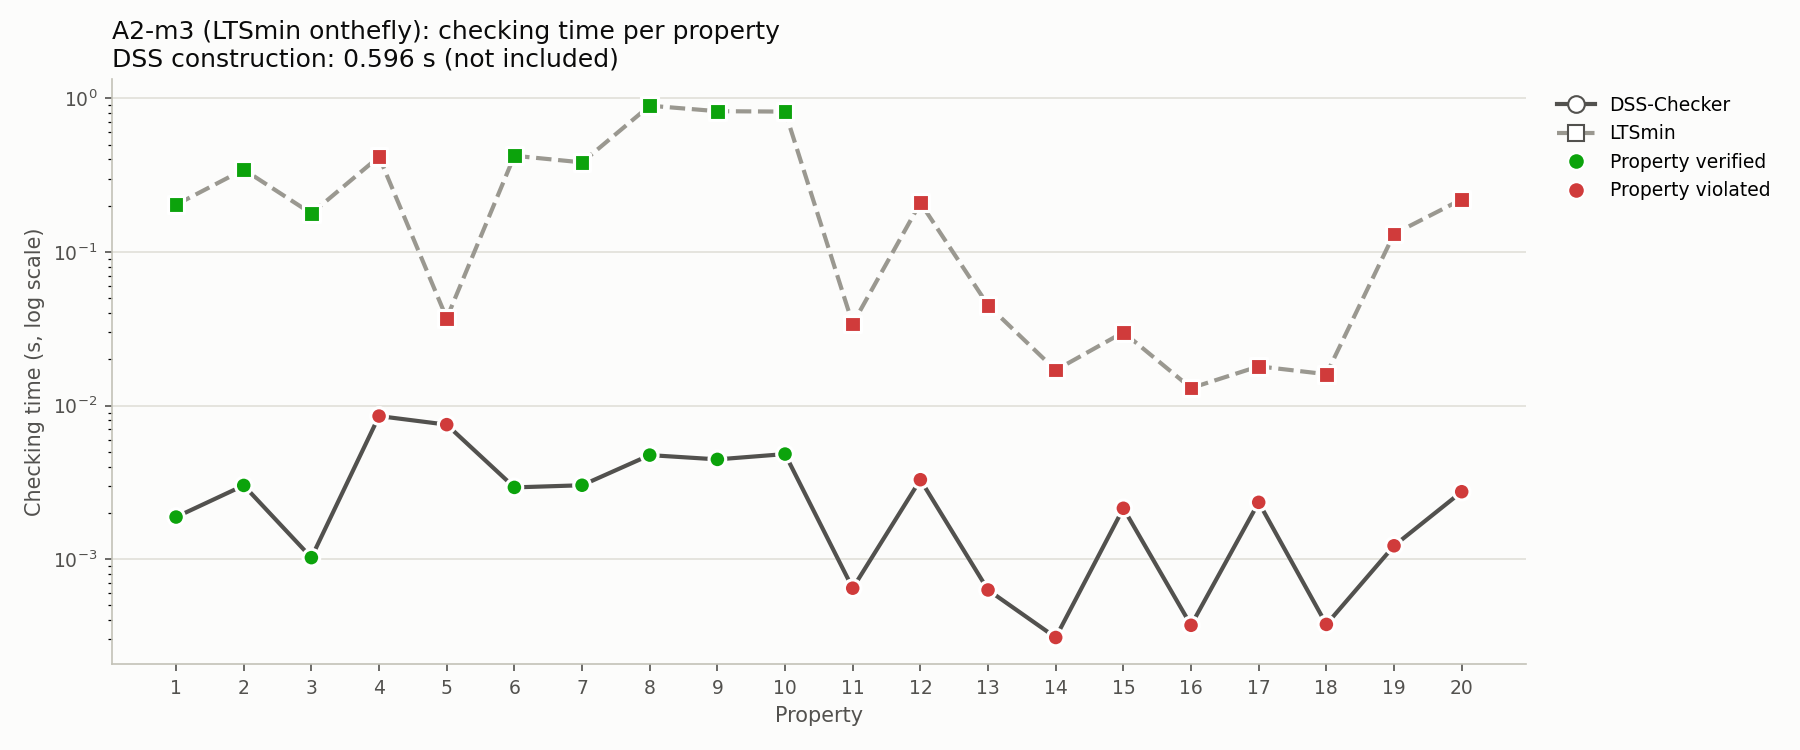 A2-m3 (LTSmin onthefly): checking time per property
DSS construction: 0.596 s (not included)
10⁰
10⁻¹
10⁻²
10⁻³
Checking time (s, log scale)
1 2 3 4 5 6 7 8 9 10 11 12 13 14 15 16 17 18 19 20
Property
DSS-Checker
LTSmin
Property verified
Property violated